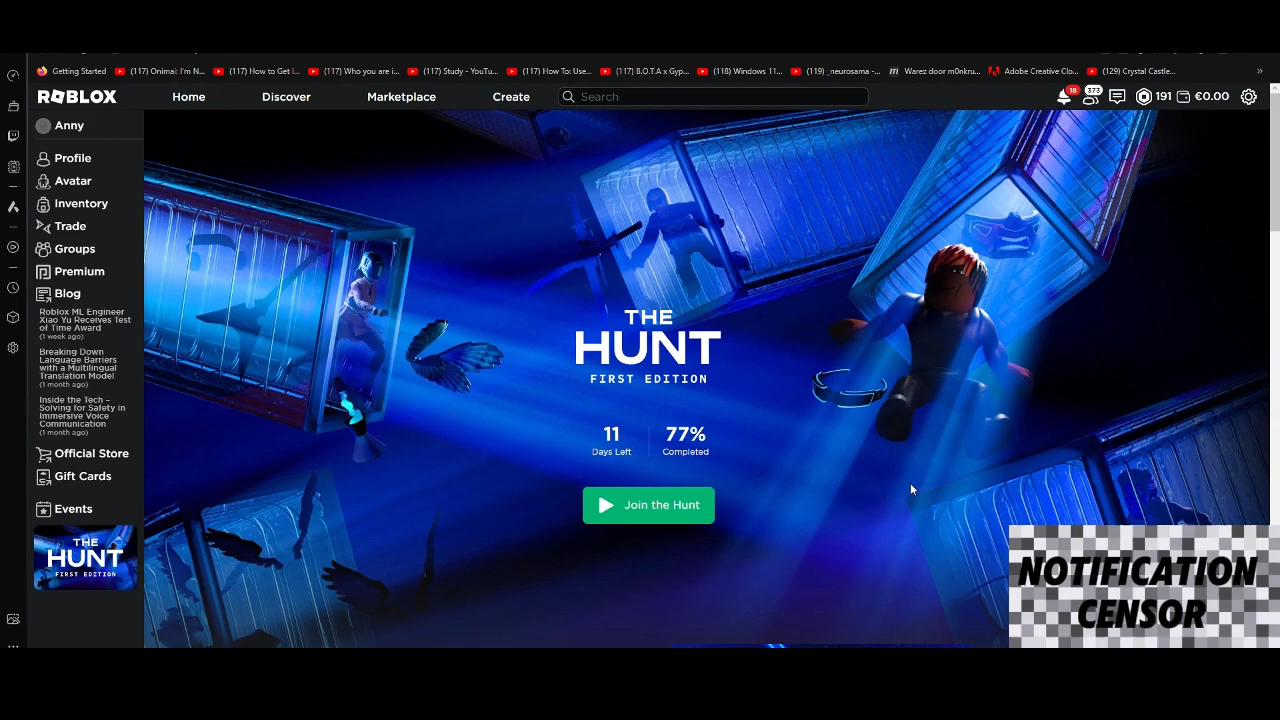 Getting Started
(117) Onimai: I'm N...
(117) How to Get I...
(117) Who you are i...
(117) Study - YouTu...
(117) How To: Use...
(117) B.O.T.A x Gyp...
(118) Windows 11...
(119) _neurosama -...
Warez door m0nkru...
Adobe Creative Clo...
(129) Crystal Castle...
»
ROBLOX
Home
Discover
Marketplace
Create
Search
18
373
191
€0.00
Anny
Profile
Avatar
Inventory
Trade
Groups
Premium
Blog
Roblox ML Engineer
Xiao Yu Receives Test
of Time Award
(1 week ago)
Breaking Down
Language Barriers
with a Multilingual
Translation Model
(1 month ago)
Inside the Tech –
Solving for Safety in
Immersive Voice
Communication
(1 month ago)
Official Store
Gift Cards
Events
THE
HUNT
FIRST EDITION
THE
HUNT
FIRST EDITION
11
Days Left
77%
Completed
Join the Hunt
NOTIFICATION
CENSOR